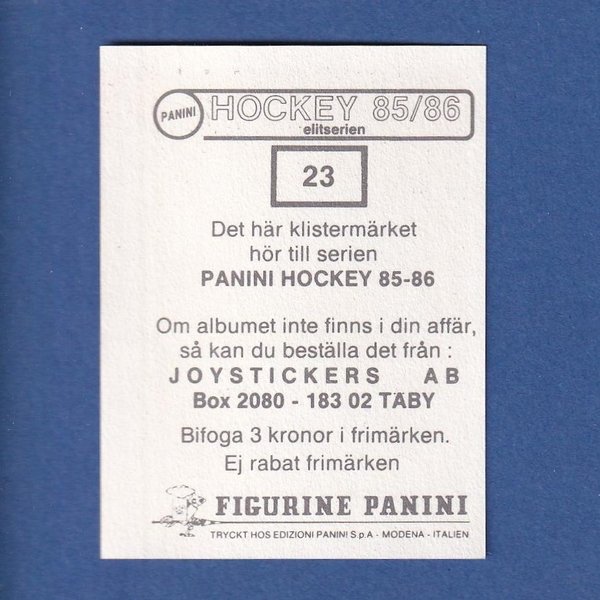 PANINI HOCKEY 85/86
elitserien
23
Det här klistermärket
hör till serien
PANINI HOCKEY 85-86
Om albumet inte finns i din affär,
så kan du beställa det från :
JOYSTICKERS AB
Box 2080 - 183 02 TÄBY
Bifoga 3 kronor i frimärken.
Ej rabat frimärken
FIGURINE PANINI
TRYCKT HOS EDIZIONI PANINI S.p.A. - MODENA - ITALIEN